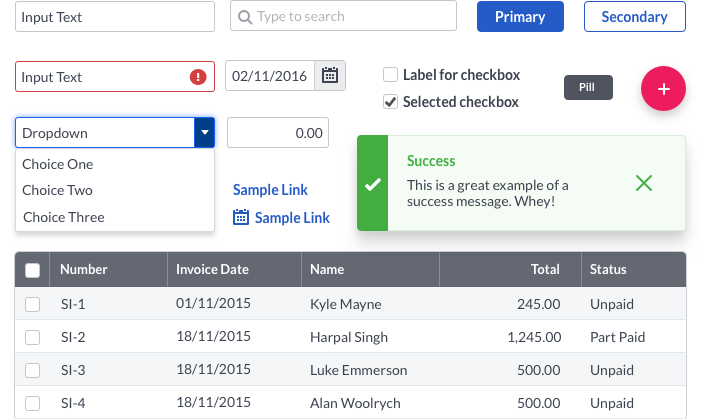 Input Text
Type to search
Primary
Secondary
Input Text
02/11/2016
Label for checkbox
Selected checkbox
Pill
Dropdown
0.00
Choice One
Choice Two
Choice Three
Sample Link
Sample Link
Success
This is a great example of a
success message. Whey!
Number Invoice Date Name Total Status
SI-1 01/11/2015 Kyle Mayne 245.00 Unpaid
SI-2 18/11/2015 Harpal Singh 1,245.00 Part Paid
SI-3 18/11/2015 Luke Emmerson 500.00 Unpaid
SI-4 18/11/2015 Alan Woolrych 500.00 Unpaid